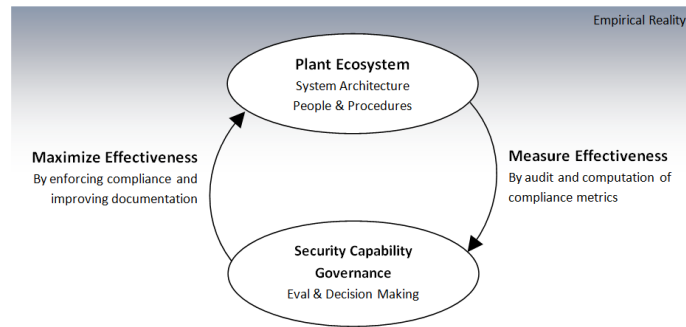 Empirical Reality
Plant Ecosystem
System Architecture
People & Procedures
Maximize Effectiveness
By enforcing compliance and
improving documentation
Measure Effectiveness
By audit and computation of
compliance metrics
Security Capability
Governance
Eval & Decision Making